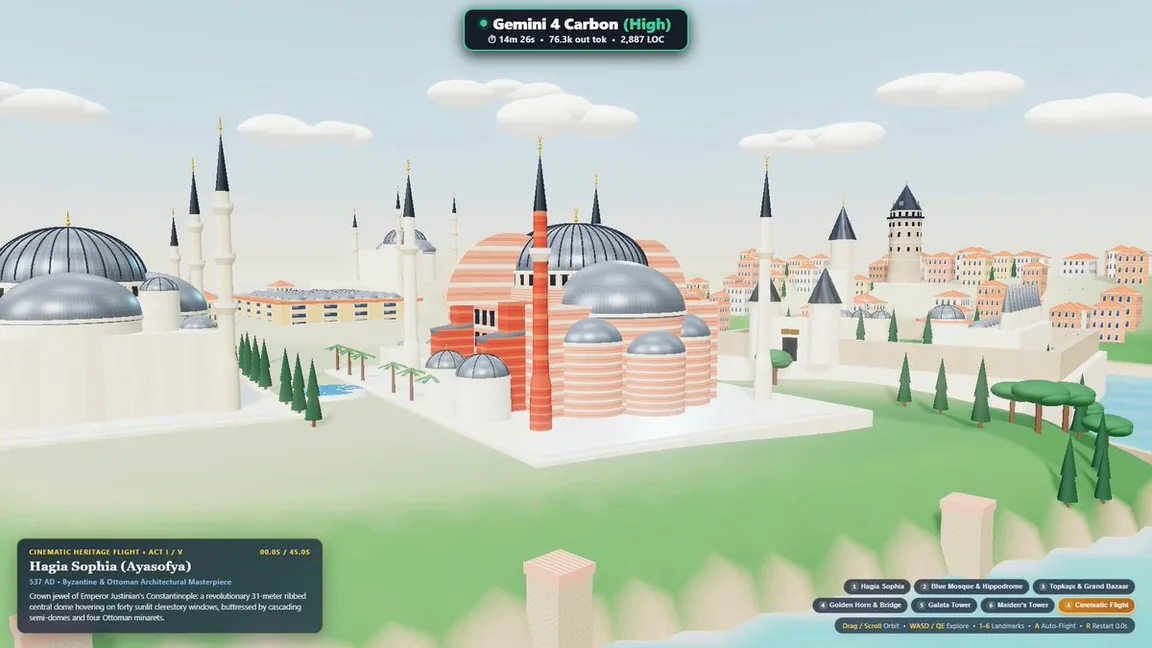 Gemini 4 Carbon (High)
14m 26s • 76.3k out tok • 2,887 LOC
CINEMATIC HERITAGE FLIGHT • ACT I / V
00.0S / 45.0S
Hagia Sophia (Ayasofya)
537 AD • Byzantine & Ottoman Architectural Masterpiece
Crown jewel of Emperor Justinian's Constantinople: a revolutionary 31-meter ribbed
central dome hovering on forty sunlit clerestory windows, buttressed by cascading
semi-domes and four Ottoman minarets.
1 Hagia Sophia
2 Blue Mosque & Hippodrome
3 Topkapı & Grand Bazaar
4 Golden Horn & Bridge
5 Galata Tower
6 Maiden's Tower
Cinematic Flight
Drag / Scroll Orbit • WASD / QE Explore • 1–6 Landmarks • A Auto-Flight • R Restart 0.0s